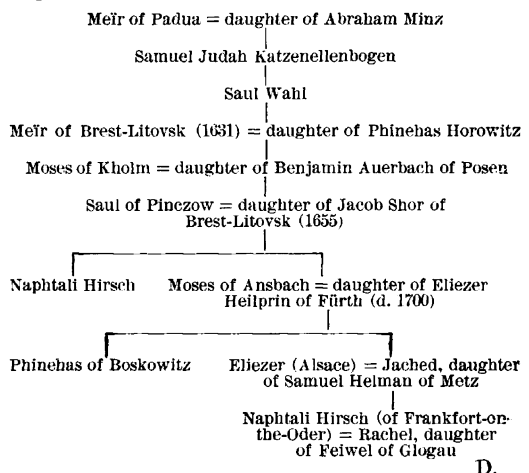 Meïr of Padua = daughter of Abraham Minz
Samuel Judah Katzenellenbogen
Saul Wahl
Meïr of Brest-Litovsk (1631) = daughter of Phinehas Horowitz
Moses of Kholm = daughter of Benjamin Auerbach of Posen
Saul of Pinczow = daughter of Jacob Shor of
Brest-Litovsk (1655)
Naphtali Hirsch Moses of Ansbach = daughter of Eliezer
Heilprin of Fürth (d. 1700)
Phinehas of Boskowitz Eliezer (Alsace) = Jached, daughter
of Samuel Helman of Metz
Naphtali Hirsch (of Frankfort-on-
the-Oder) = Rachel, daughter
of Feiwel of Glogau
D.